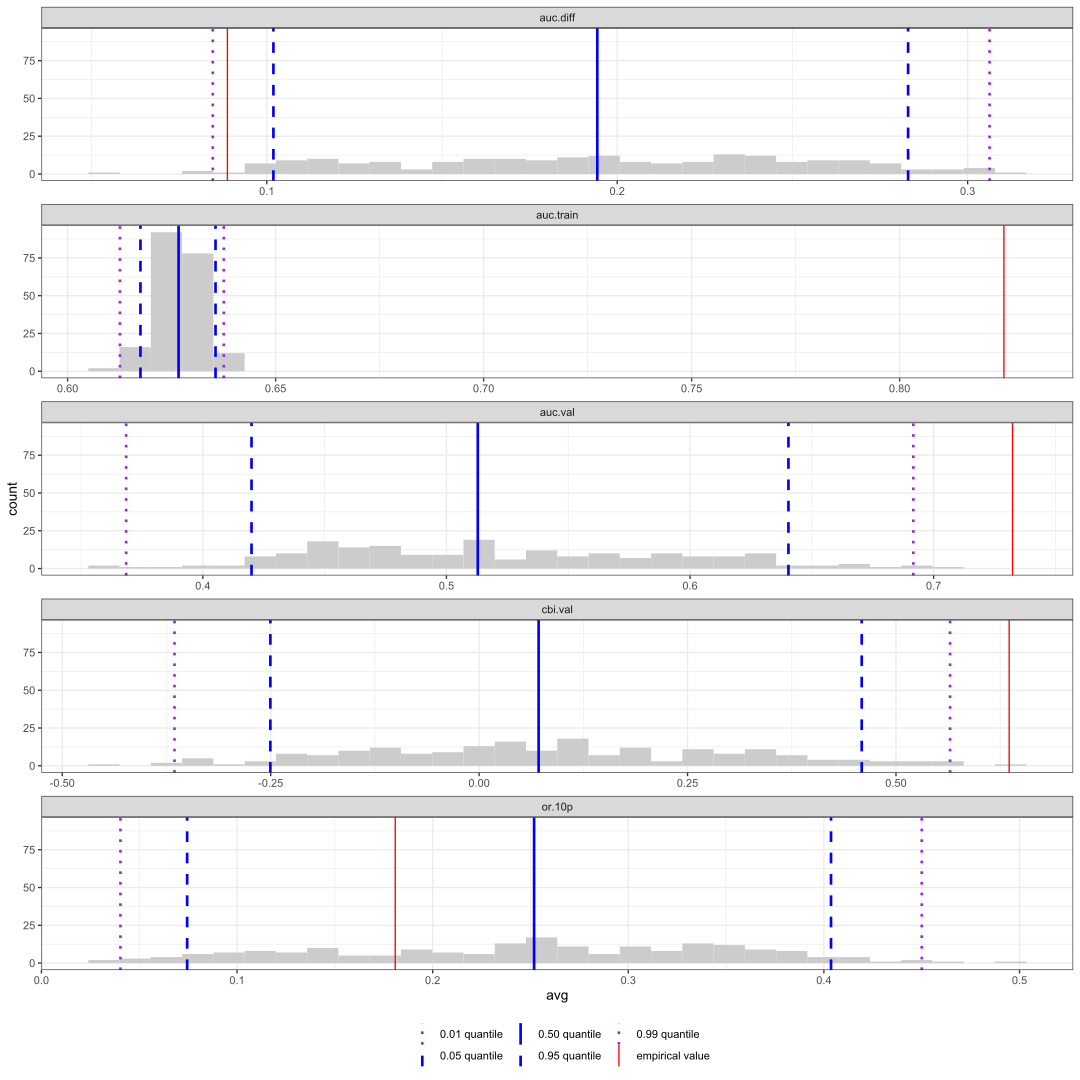 auc.diff
75
50
25
0
0.1 0.2 0.3
auc.train
75
50
25
0
0.60 0.65 0.70 0.75 0.80
auc.val
75
50
25
0
0.4 0.5 0.6 0.7
count
cbi.val
75
50
25
0
-0.50 -0.25 0.00 0.25 0.50
or.10p
75
50
25
0
0.0 0.1 0.2 0.3 0.4 0.5
avg
0.01 quantile 0.50 quantile 0.99 quantile
0.05 quantile 0.95 quantile empirical value